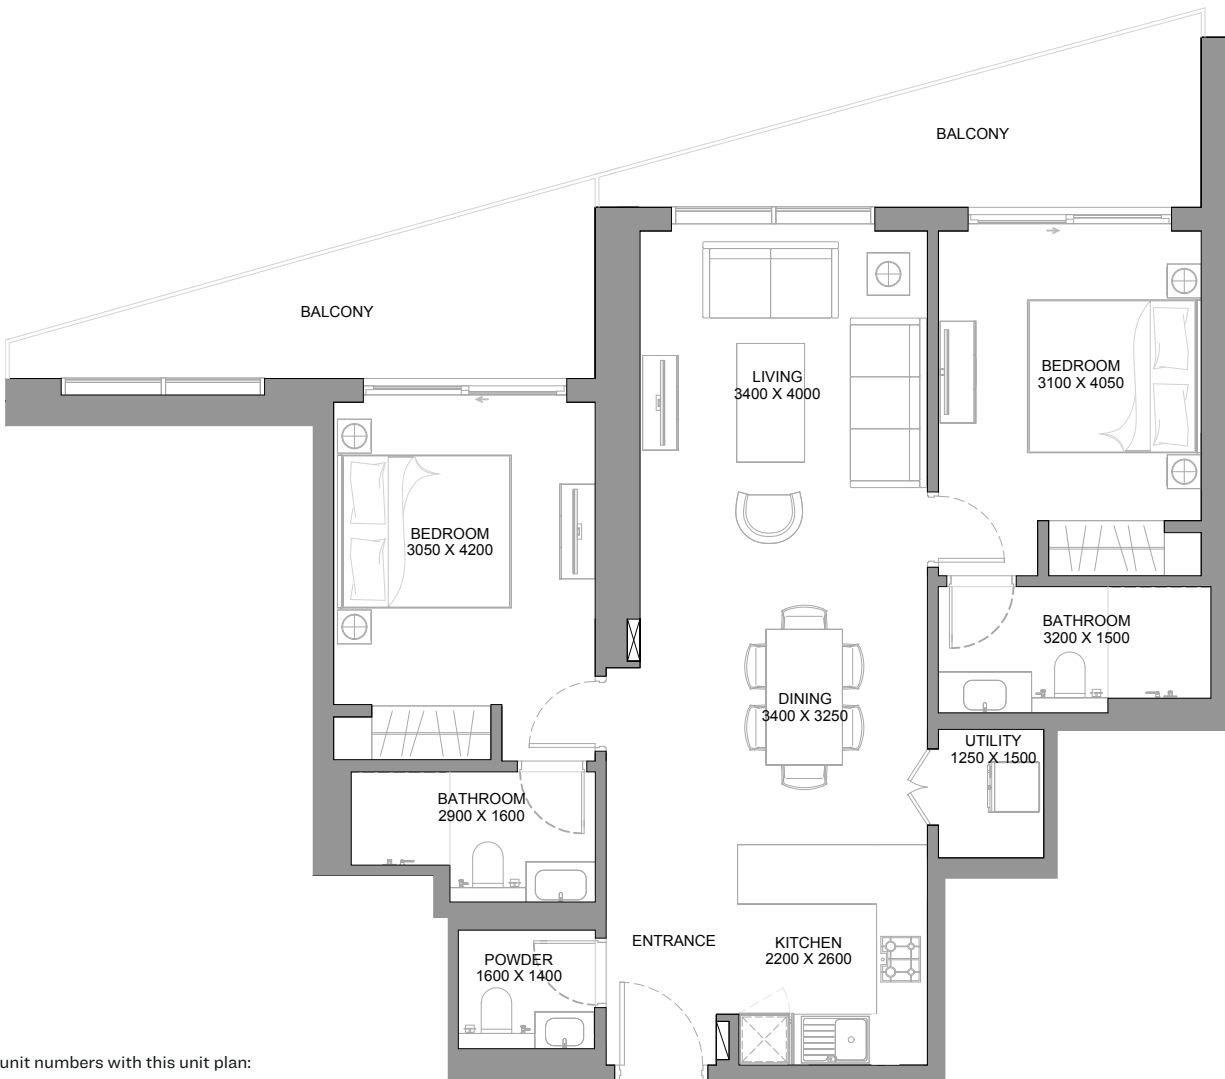 BALCONY
BALCONY
LIVING
3400 X 4000
BEDROOM
3100 X 4050
BEDROOM
3050 X 4200
BATHROOM
3200 X 1500
DINING
3400 X 3250
UTILITY
1250 X 1500
BATHROOM
2900 X 1600
ENTRANCE
KITCHEN
2200 X 2600
POWDER
1600 X 1400
unit numbers with this unit plan: